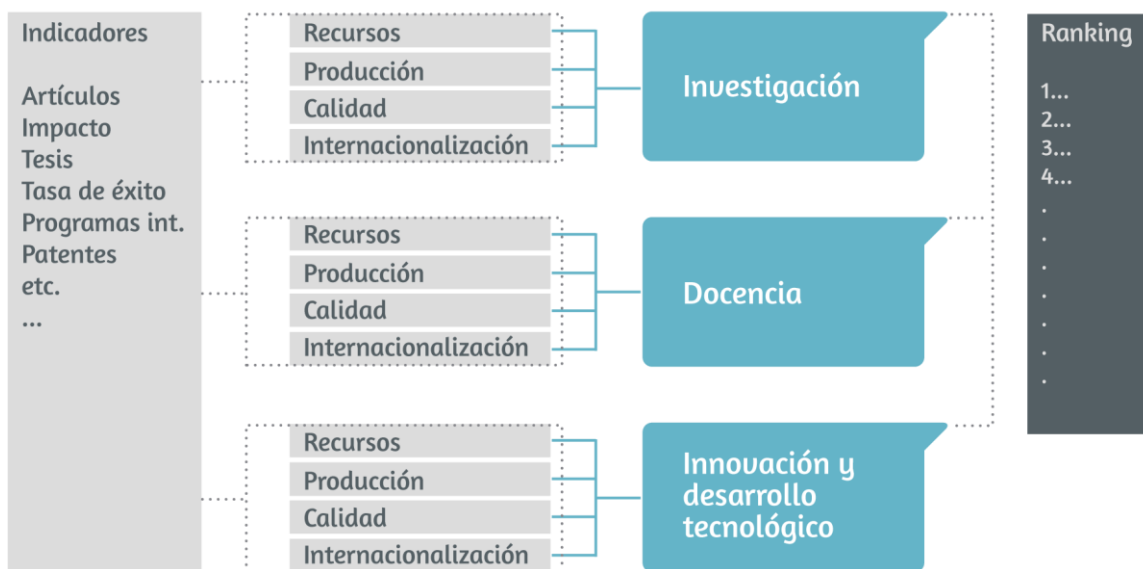 Indicadores
Artículos
Impacto
Tesis
Tasa de éxito
Programas int.
Patentes
etc.
...
Recursos
Producción
Calidad
Internacionalización
Investigación
Recursos
Producción
Calidad
Internacionalización
Docencia
Recursos
Producción
Calidad
Internacionalización
Innovación y
desarrollo
tecnológico
Ranking
1...
2...
3...
4...
.
.
.
.
.
.
.